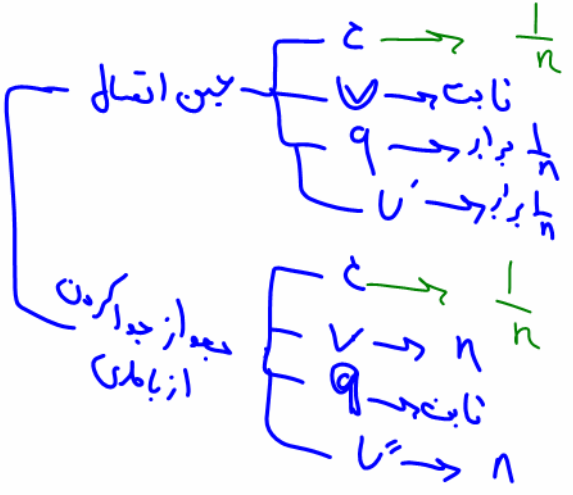 حین اتصال
C → 1/n
V → ثابت
q → 1/n برابر
U′ → 1/n برابر
بعد از جدا کردن
از باطری
C → 1/n
V → n
q → ثابت
U″ → n